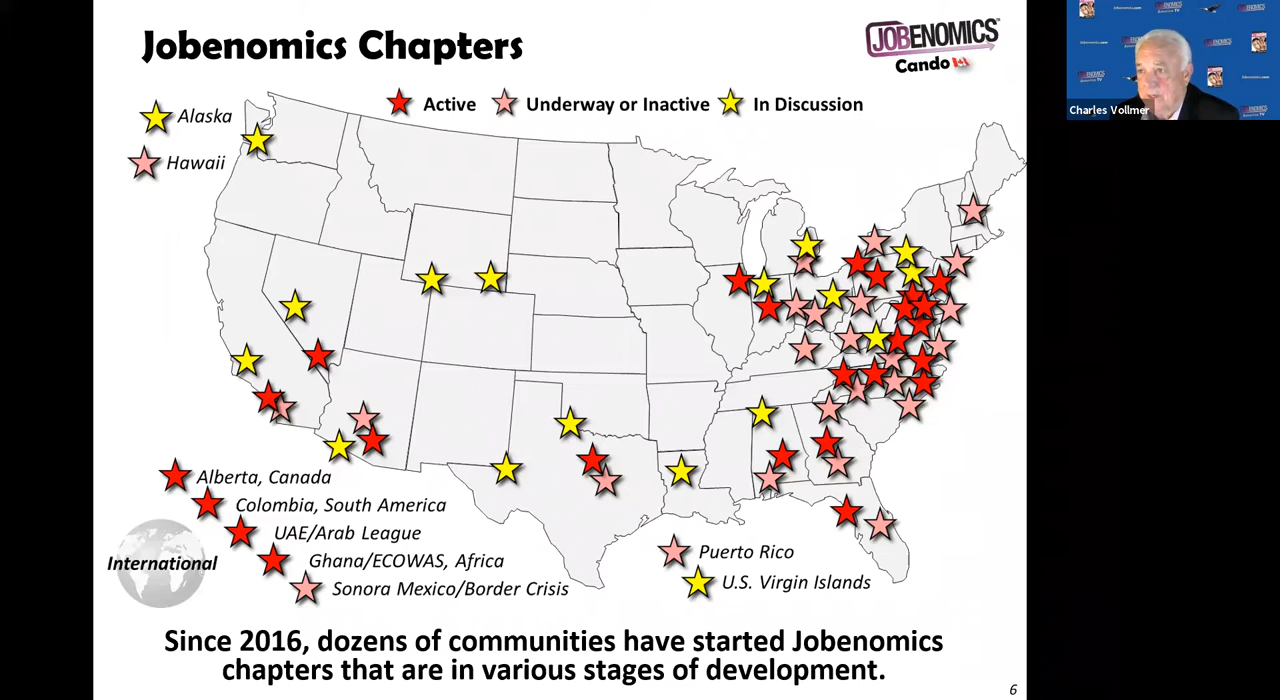 Jobenomics Chapters
JOBENOMICS
Cando
Active
Underway or Inactive
In Discussion
Alaska
Hawaii
Alberta, Canada
Colombia, South America
UAE/Arab League
Ghana/ECOWAS, Africa
Sonora Mexico/Border Crisis
International
Puerto Rico
U.S. Virgin Islands
Since 2016, dozens of communities have started Jobenomics
chapters that are in various stages of development.
6
Charles Vollmer